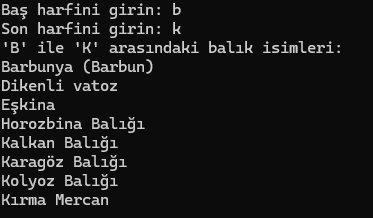 Baş harfini girin: b
Son harfini girin: k
'B' ile 'K' arasındaki balık isimleri:
Barbunya (Barbun)
Dikenli vatoz
Eşkina
Horozbina Balığı
Kalkan Balığı
Karagöz Balığı
Kolyoz Balığı
Kırma Mercan